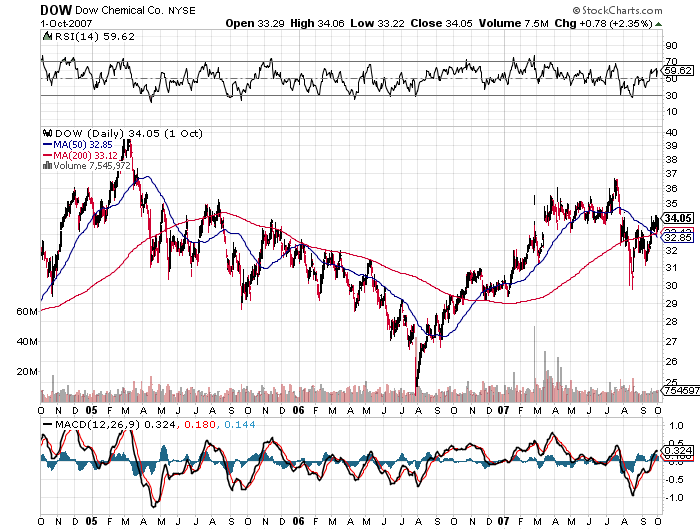 DOW Dow Chemical Co. NYSE © StockCharts.com
1-Oct-2007 Open 33.29 High 34.06 Low 33.22 Close 34.05 Volume 7.5M Chg +0.78 (+2.35%)
RSI(14) 59.62
90
70
59.62
50
30
10
DOW (Daily) 34.05 (1 Oct)
MA(50) 32.85
MA(200) 33.12
Volume 7,545,972
40
39
38
37
36
35
34.05
32.85
32
31
30
29
28
27
26
25
60M
40M
20M
754597
O N D 05 F M A M J J A S O N D 06 F M A M J J A S O N D 07 F M A M J J A S O
MACD(12,26,9) 0.324, 0.180, 0.144
1.0
0.5
0.324
-0.5
-1.0
O N D 05 F M A M J J A S O N D 06 F M A M J J A S O N D 07 F M A M J J A S O